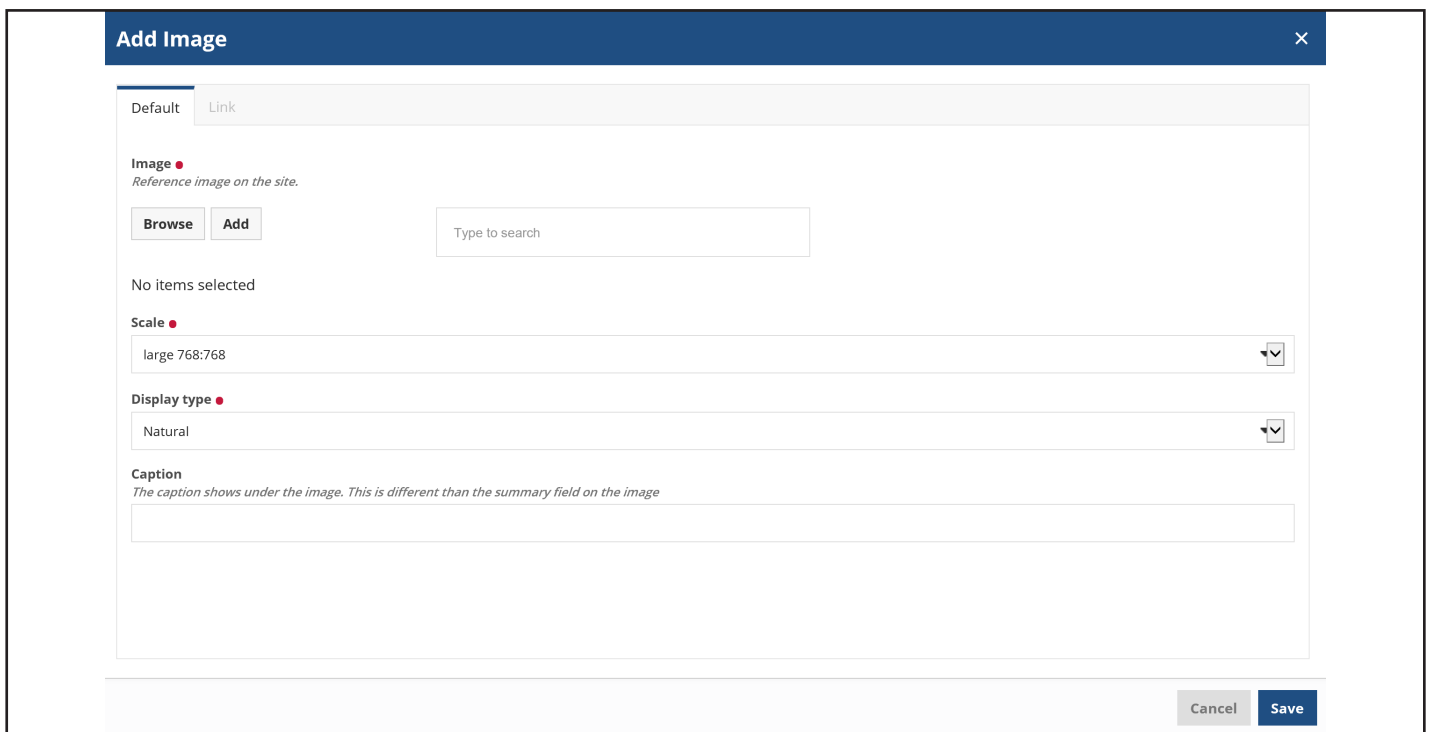 Add Image
Default Link
Image
Reference image on the site.
Browse Add Type to search
No items selected
Scale
large 768:768
Display type
Natural
Caption
The caption shows under the image. This is different than the summary field on the image
Cancel Save